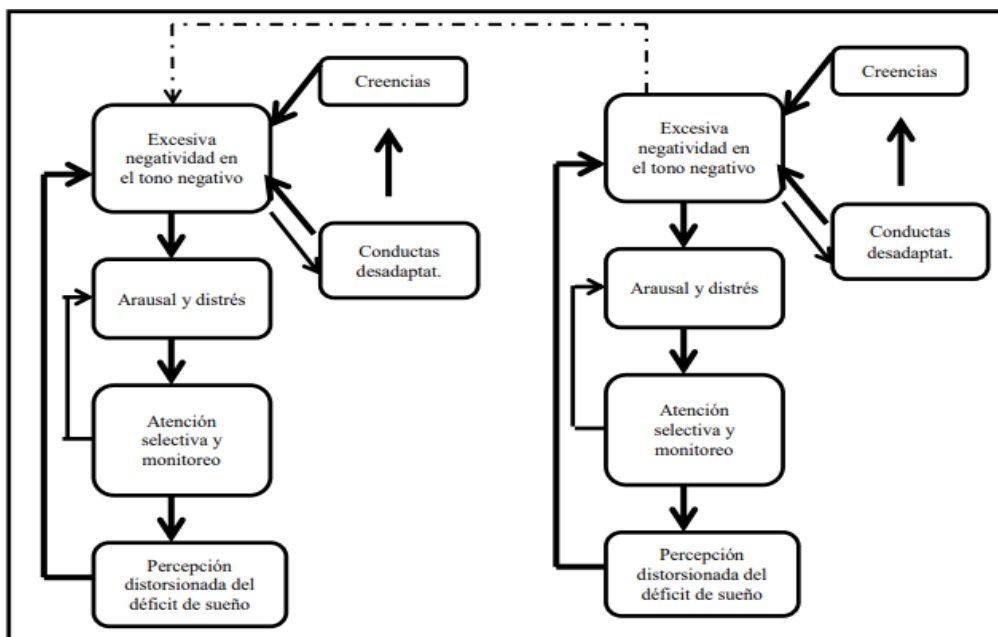 Creencias
Excesiva
negatividad en
el tono negativo
Conductas
desadaptat.
Arausal y distrés
Atención
selectiva y
monitoreo
Percepción
distorsionada del
déficit de sueño
Creencias
Excesiva
negatividad en
el tono negativo
Conductas
desadaptat.
Arausal y distrés
Atención
selectiva y
monitoreo
Percepción
distorsionada del
déficit de sueño